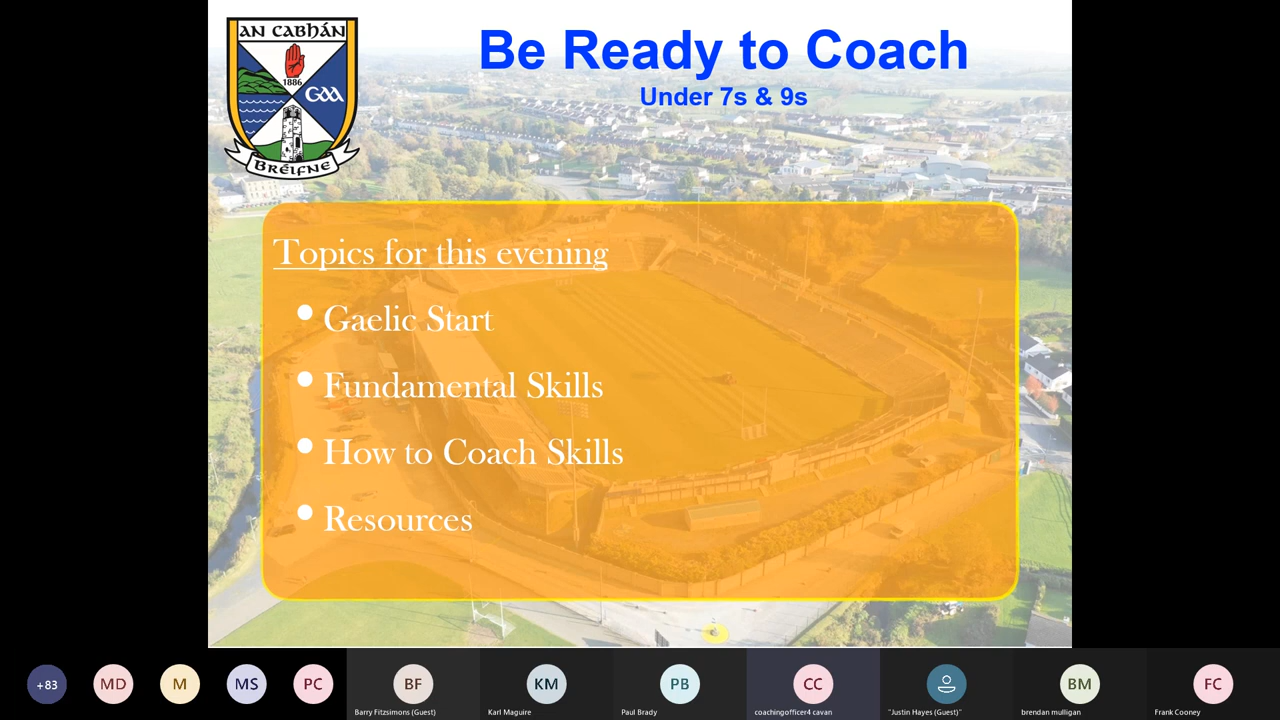 AN CABHÁN
1886
GAA
BRÉIFNE
Be Ready to Coach
Under 7s & 9s
Topics for this evening
• Gaelic Start
• Fundamental Skills
• How to Coach Skills
• Resources
+83
MD
M
MS
PC
BF
KM
PB
CC
BM
FC
Barry Fitzsimons (Guest)
Karl Maguire
Paul Brady
coachingofficer4 cavan
"Justin Hayes (Guest)"
brendan mulligan
Frank Cooney